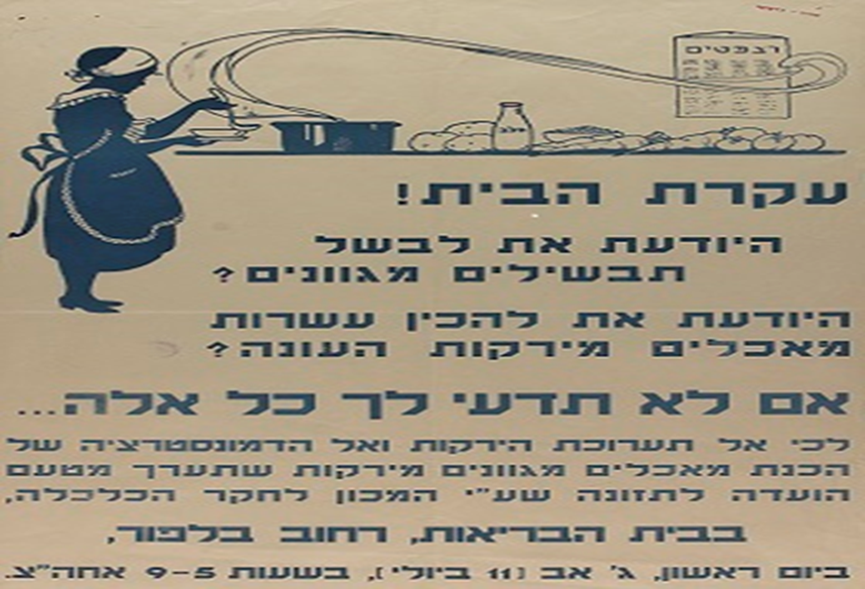 רצפטים
חלב
עקרת הבית!
היודעת את לבשל
תבשילים מגוונים?
היודעת את להכין עשרות
מאכלים מירקות העונה?
אם לא תדעי לך כל אלה...
לכי אל תערוכת הירקות ואל הדמונסטרציה של
הכנת מאכלים מגוונים מירקות שתערך מטעם
הועדה לתזונה שע"י המכון לחקר הכלכלה,
בבית הבריאות, רחוב בלפור,
ביום ראשון, ג' אב (11 ביולי), בשעות 5-9 אחה"צ.